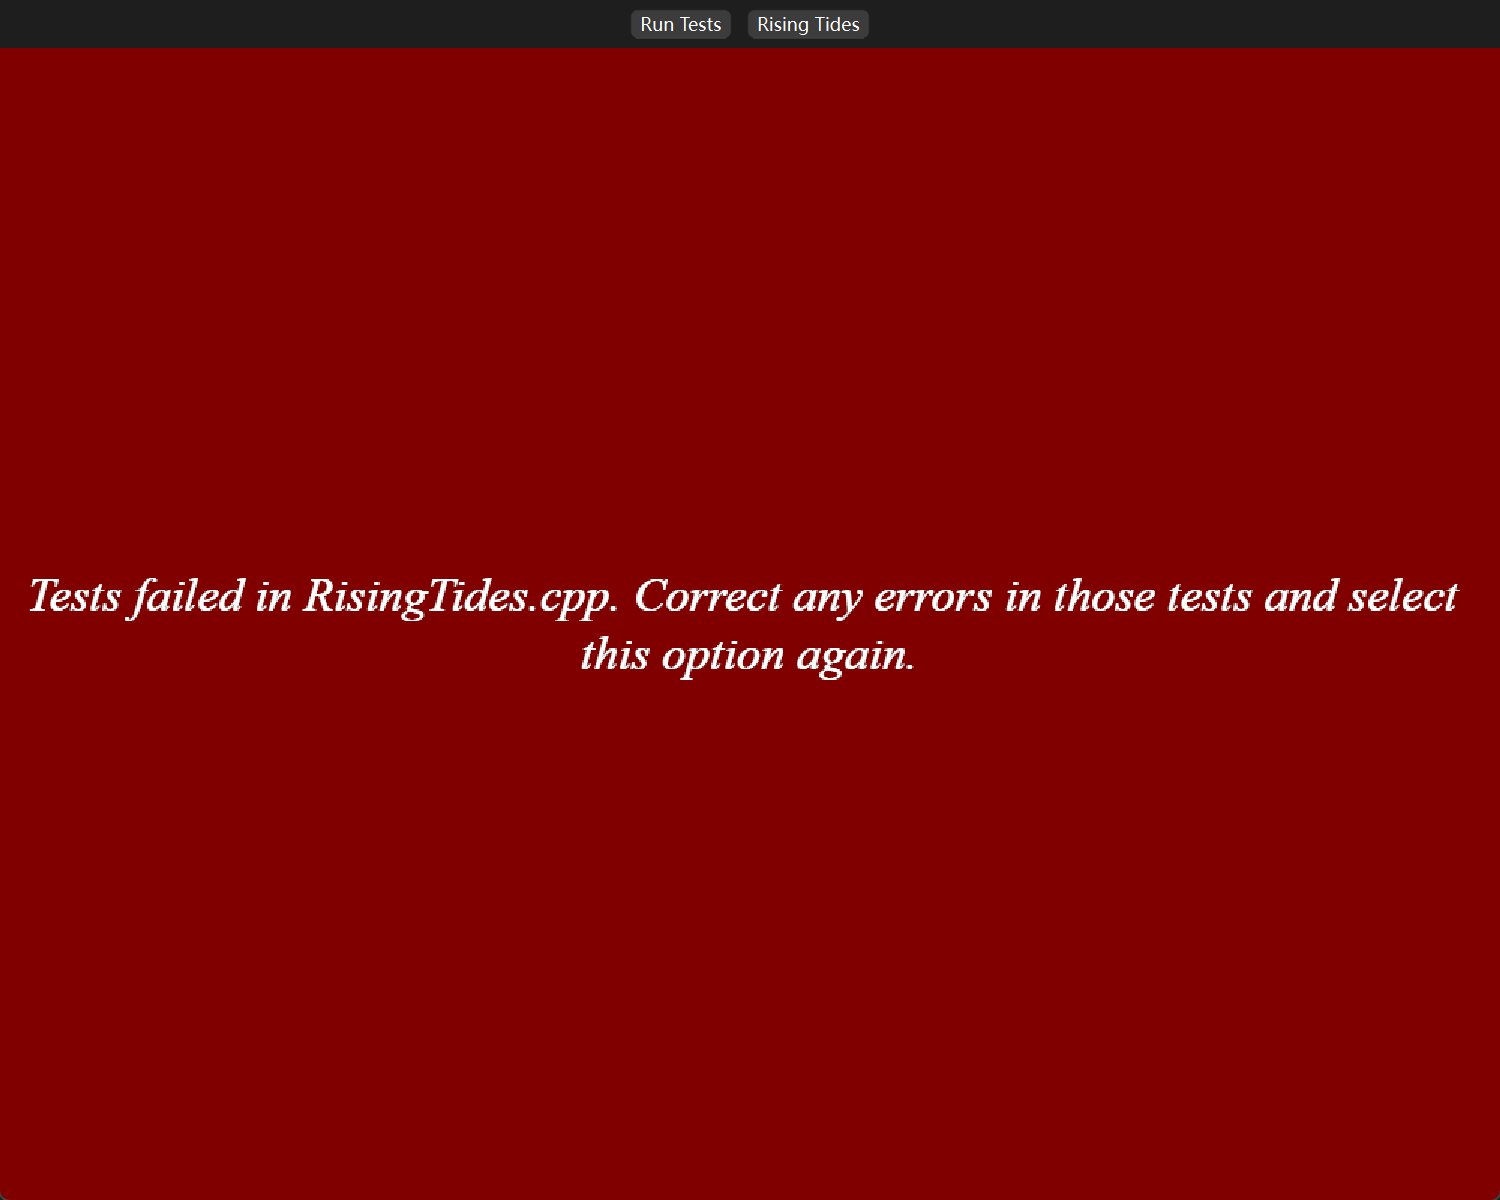 Run Tests Rising Tides
Tests failed in RisingTides.cpp. Correct any errors in those tests and select
this option again.